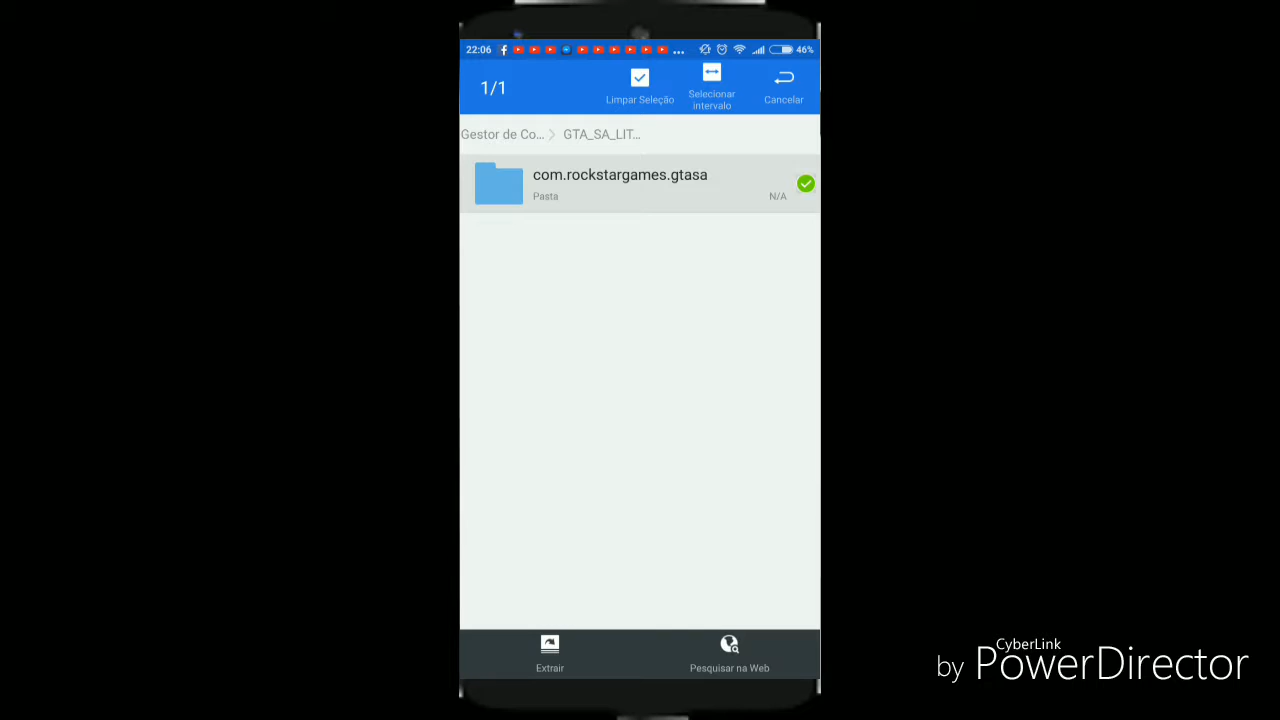 22:06
46%
1/1
Limpar Seleção
Selecionar
intervalo
Cancelar
Gestor de Co...
GTA_SA_LIT...
com.rockstargames.gtasa
Pasta
N/A
Extrair
Pesquisar na Web
CyberLink
by PowerDirector